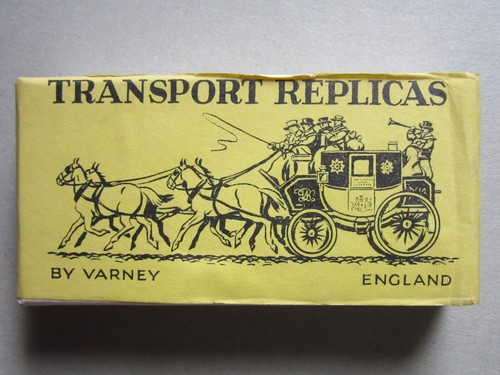 TRANSPORT REPLICAS
BY VARNEY
ENGLAND